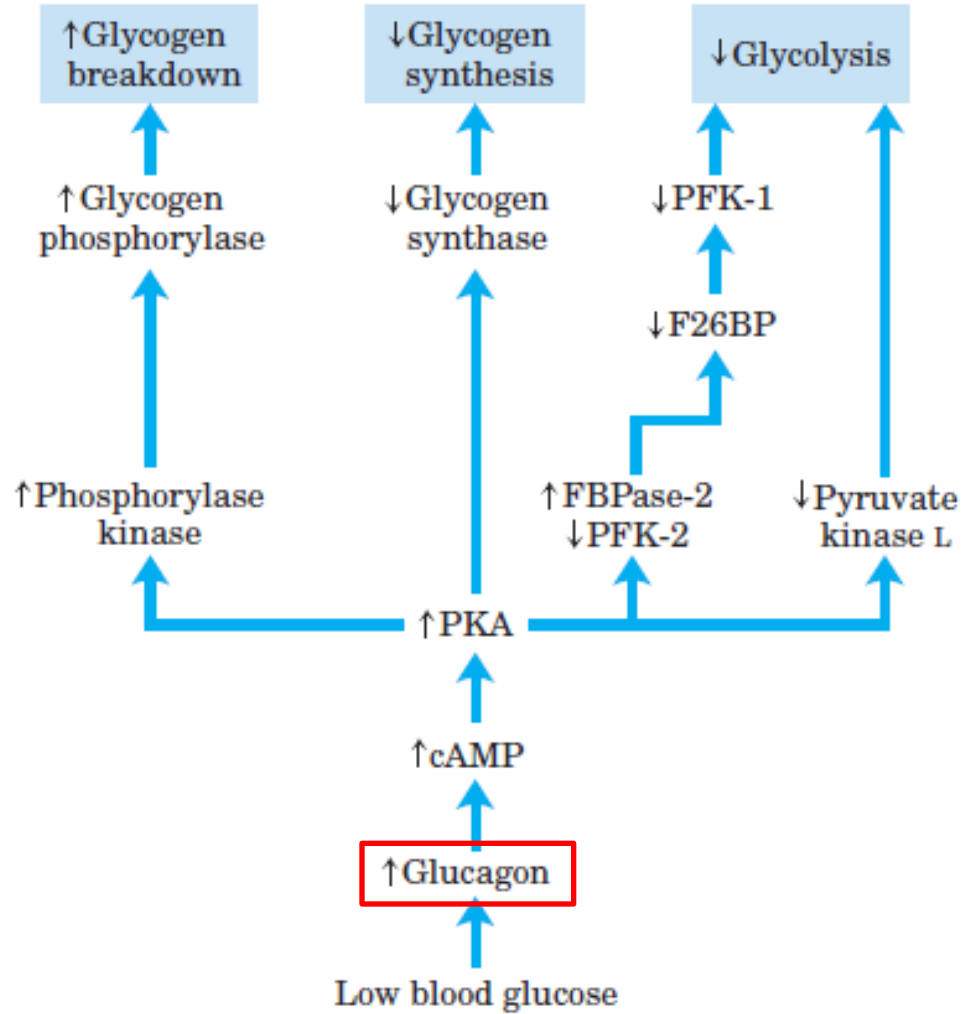 ↑Glycogen
breakdown
↓Glycogen
synthesis
↓Glycolysis
↑Glycogen
phosphorylase
↓Glycogen
synthase
↓PFK-1
↓F26BP
↑Phosphorylase
kinase
↑FBPase-2
↓PFK-2
↓Pyruvate
kinase L
↑PKA
↑cAMP
↑Glucagon
Low blood glucose